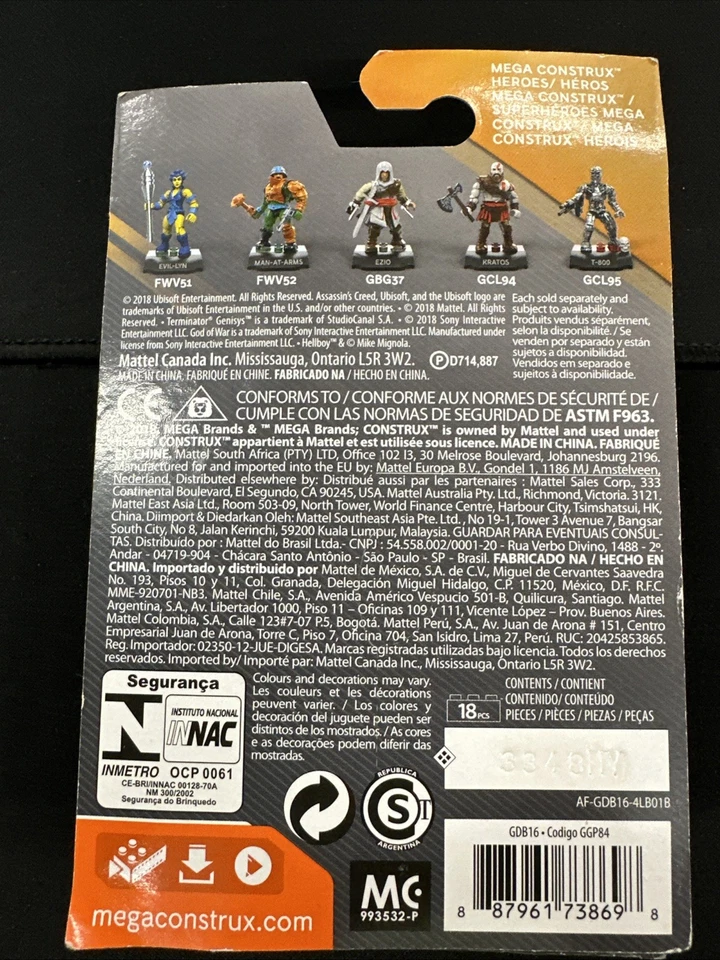 MEGA CONSTRUX™
HEROES/ HÉROS
MEGA CONSTRUX™ /
SUPERHÉROES MEGA
CONSTRUX™ / MEGA
CONSTRUX™ HERÓIS
EVIL-LYN
MAN-AT-ARMS
EZIO
KRATOS
T-800
FWV51
FWV52
GBG37
GCL94
GCL95
© 2018 Ubisoft Entertainment. All Rights Reserved. Assassin's Creed, Ubisoft, and the Ubisoft logo are
trademarks of Ubisoft Entertainment in the U.S. and/or other countries. • © 2018 Mattel. All Rights
Reserved. • Terminator Genisys™ is a trademark of StudioCanal S.A. • © 2018 Sony Interactive
Entertainment LLC. God of War is a trademark of Sony Interactive Entertainment LLC. Manufactured under
license from Sony Interactive Entertainment LLC. • Hellboy™ & © Mike Mignola.
Each sold separately and
subject to availability.
Produits vendus séparément,
selon la disponibilité. / Se
venden por separado y están
sujetos a disponibilidad.
Vendidos em separado e
sujeitos à disponibilidade.
Mattel Canada Inc. Mississauga, Ontario L5R 3W2.
Ⓟ D714,887
MADE IN CHINA. FABRIQUÉ EN CHINE. FABRICADO NA / HECHO EN CHINA.
CE
CONFORMS TO / CONFORME AUX NORMES DE SÉCURITÉ DE /
CUMPLE CON LAS NORMAS DE SEGURIDAD DE ASTM F963.
© 2018, MEGA Brands & ™ MEGA Brands; CONSTRUX™ is owned by Mattel and used under
license. CONSTRUX™ appartient à Mattel et est utilisée sous licence. MADE IN CHINA. FABRIQUÉ
EN CHINE. Mattel South Africa (PTY) LTD, Office 102 I3, 30 Melrose Boulevard, Johannesburg 2196.
Manufactured for and imported into the EU by: Mattel Europa B.V., Gondel 1, 1186 MJ Amstelveen,
Nederland. Distributed elsewhere by: Distribué aussi par les partenaires : Mattel Sales Corp., 333
Continental Boulevard, El Segundo, CA 90245, USA. Mattel Australia Pty. Ltd., Richmond, Victoria. 3121.
Mattel East Asia Ltd., Room 503-09, North Tower, World Finance Centre, Harbour City, Tsimshatsui, HK,
China. Diimport & Diedarkan Oleh: Mattel Southeast Asia Pte. Ltd., No 19-1, Tower 3 Avenue 7, Bangsar
South City, No 8, Jalan Kerinchi, 59200 Kuala Lumpur, Malaysia. GUARDAR PARA EVENTUAIS CONSUL-
TAS. Distribuido por : Mattel do Brasil Ltda.- CNPJ : 54.558.002/0001-20 - Rua Verbo Divino, 1488 - 2º.
Andar - 04719-904 - Chácara Santo Antônio - São Paulo - SP - Brasil. FABRICADO NA / HECHO EN
CHINA. Importado y distribuido por Mattel de México, S.A. de C.V., Miguel de Cervantes Saavedra
No. 193, Pisos 10 y 11, Col. Granada, Delegación Miguel Hidalgo, C.P. 11520, México, D.F. R.F.C.
MME-920701-NB3. Mattel Chile, S.A., Avenida Américo Vespucio 501-B, Quilicura, Santiago. Mattel
Argentina, S.A., Av. Libertador 1000, Piso 11 – Oficinas 109 y 111, Vicente López – Prov. Buenos Aires.
Mattel Colombia, S.A., Calle 123#7-07 P.5, Bogotá. Mattel Perú, S.A., Av. Juan de Arona # 151, Centro
Empresarial Juan de Arona, Torre C, Piso 7, Oficina 704, San Isidro, Lima 27, Perú. RUC: 20425853865.
Reg. Importador: 02350-12-JUE-DIGESA. Marcas registradas utilizadas bajo licencia. Todos los derechos
reservados. Imported by/ Importé par: Mattel Canada Inc., Mississauga, Ontario L5R 3W2.
Segurança
INSTITUTO NACIONAL
INNAC
INMETRO OCP 0061
CE-BRI/INNAC 00128-70A
NM 300/2002
Segurança do Brinquedo
Colours and decorations may vary.
Les couleurs et les décorations
peuvent varier. / Los colores y
decoración del juguete pueden ser
distintos de los mostrados. / As cores
e as decorações podem diferir das
mostradas.
CONTENTS / CONTIENT
CONTENIDO/ CONTEÚDO
PIECES / PIÈCES / PIEZAS / PEÇAS
18 PCS
AF-GDB16-4LB01B
REPUBLICA
ST
ARGENTINA
MC
993532-P
GDB16 • Codigo GGP84
8 87961 73869 8
megaconstrux.com